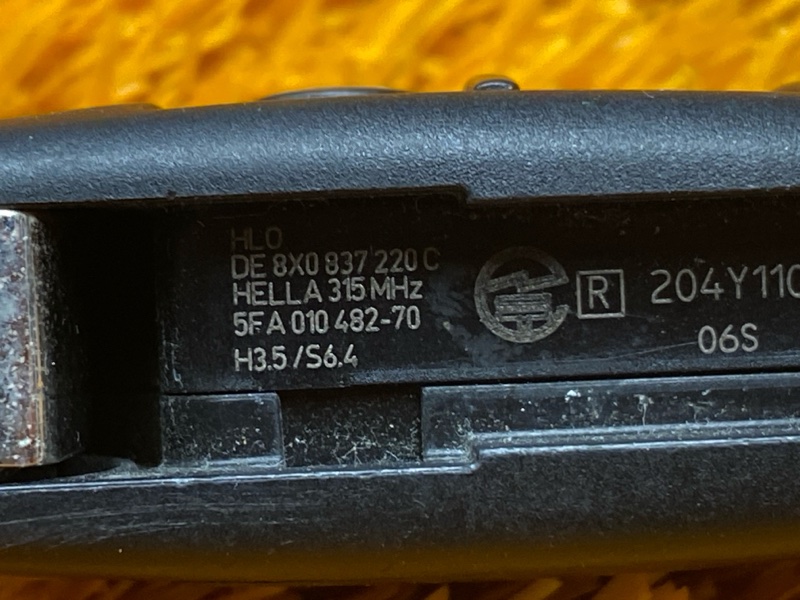 HLO
DE 8X0 837 220 C
HELLA 315 MHz
5FA 010 482-70
H3.5 / S6.4
R 204Y110
06S